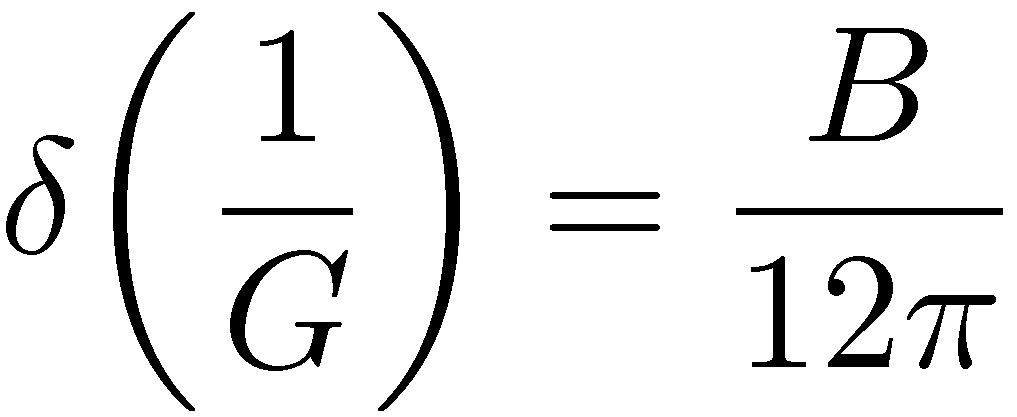 δ(1/G) = B/12π